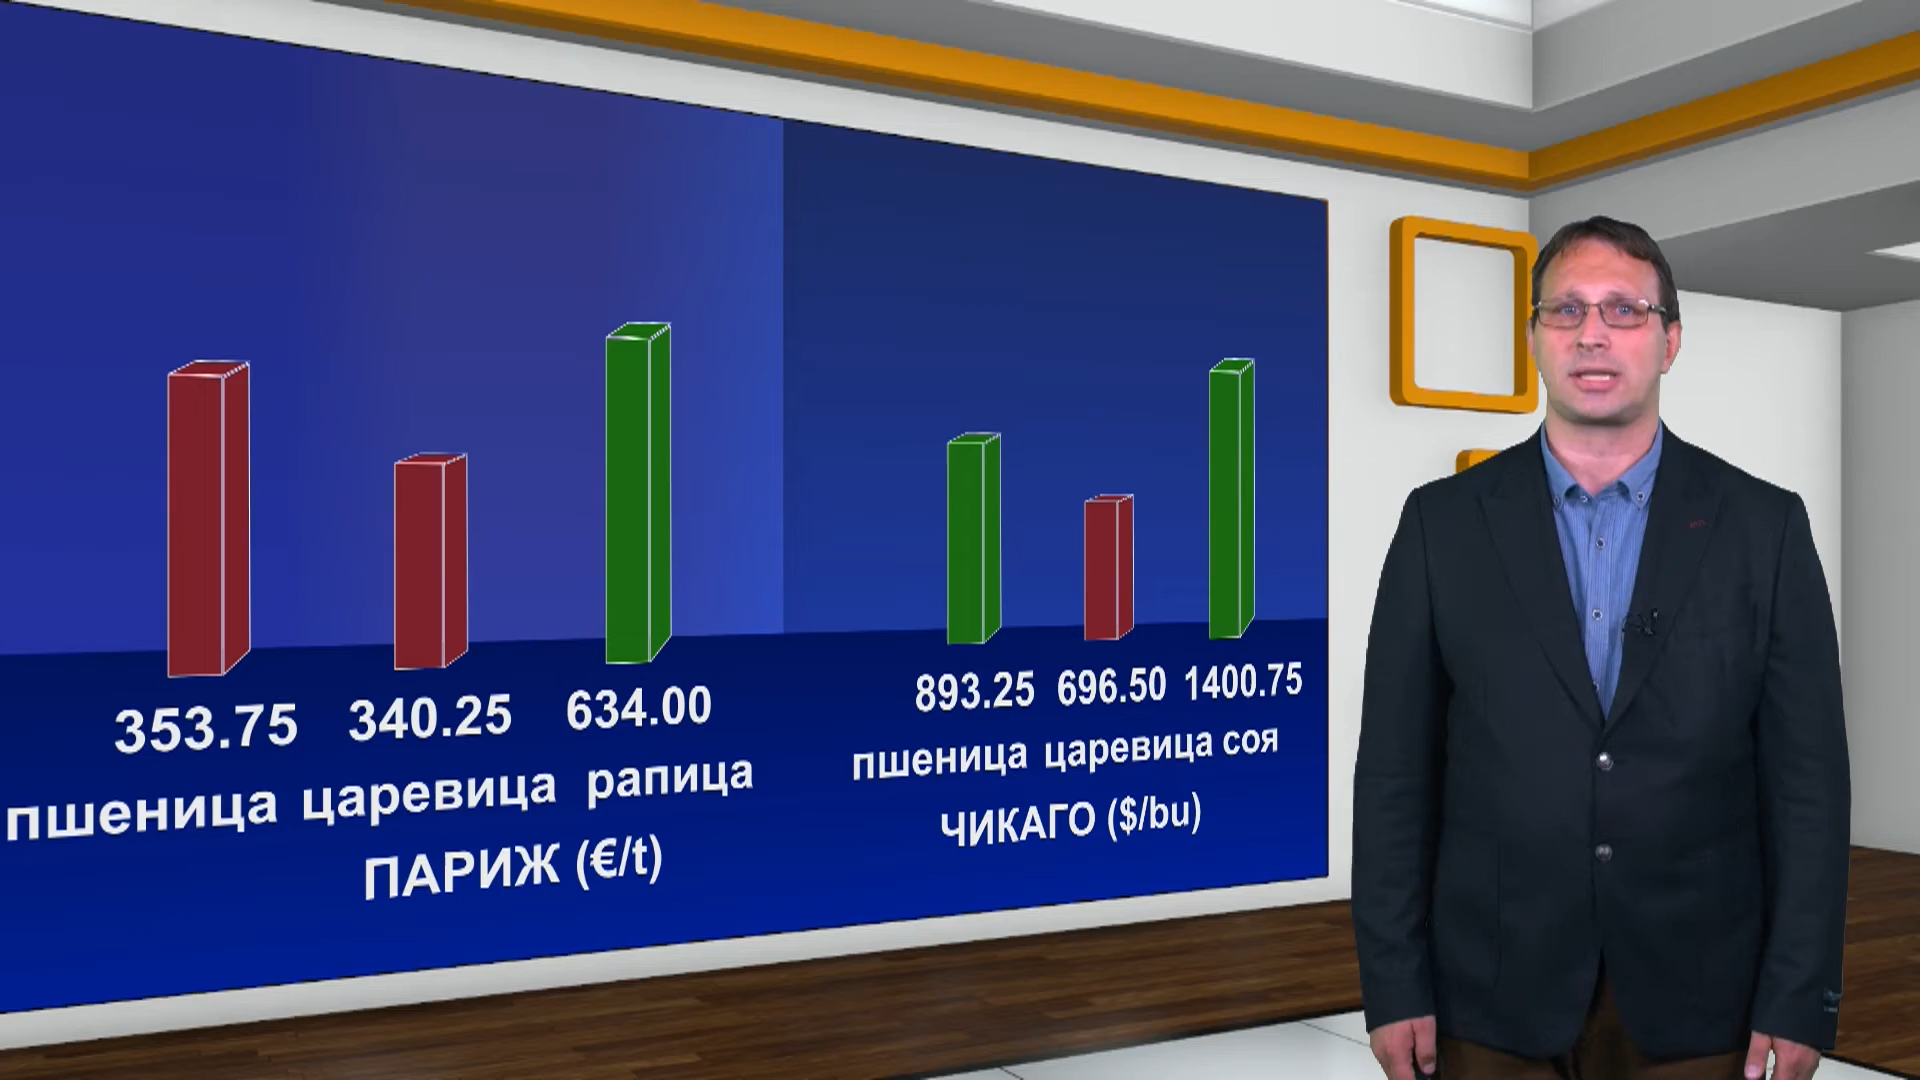 353.75 340.25 634.00
пшеница царевица рапица
ПАРИЖ (€/t)
893.25 696.50 1400.75
пшеница царевица соя
ЧИКАГО ($/bu)